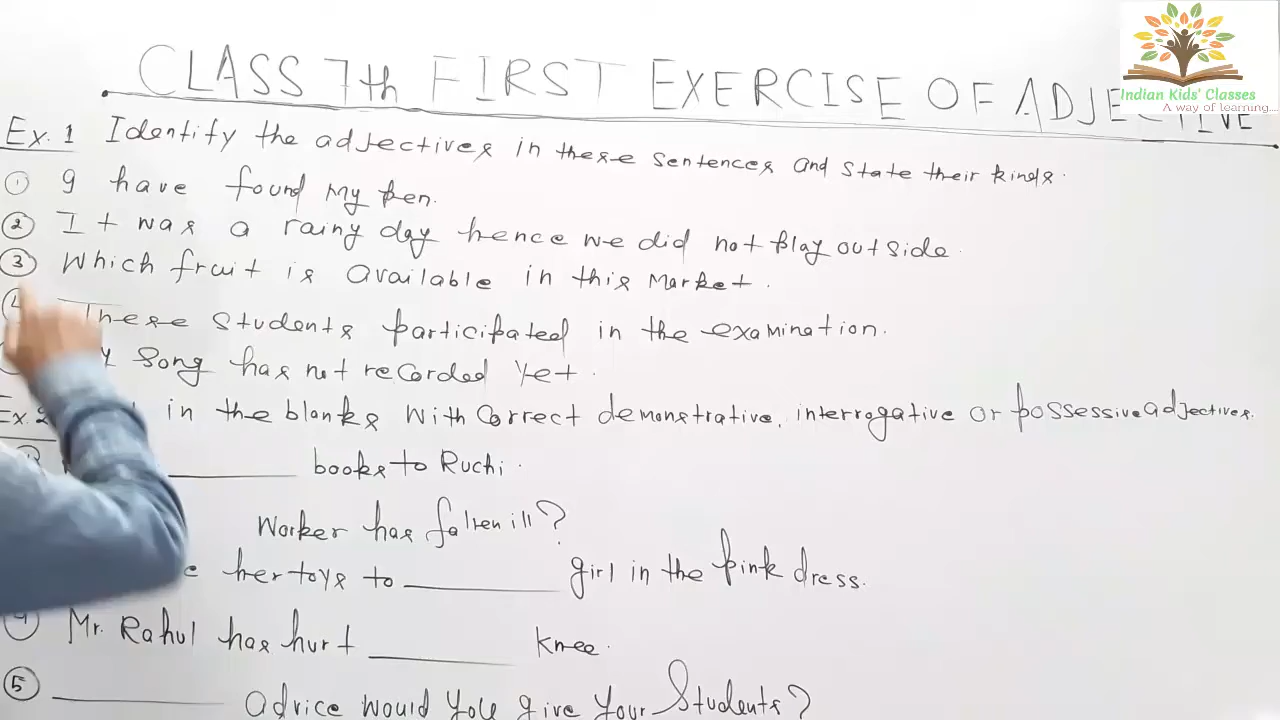 Indian Kids' Classes
A way of learning....
CLASS 7th FIRST EXERCISE OF ADJECTIVE
Ex. 1 Identify the adjectives in these sentences and state their kinds.
① I have found my pen.
② It was a rainy day hence we did not play outside.
③ Which fruit is available in this market.
These students participated in the examination.
song has not recorded yet.
Ex. 2 in the blanks with correct demonstrative, interrogative or possessive adjectives.
books to Ruchi.
worker has fallen ill?
her toys to ________ girl in the pink dress.
Mr. Rahul has hurt ________ knee.
⑤ ________ advice would you give your students?